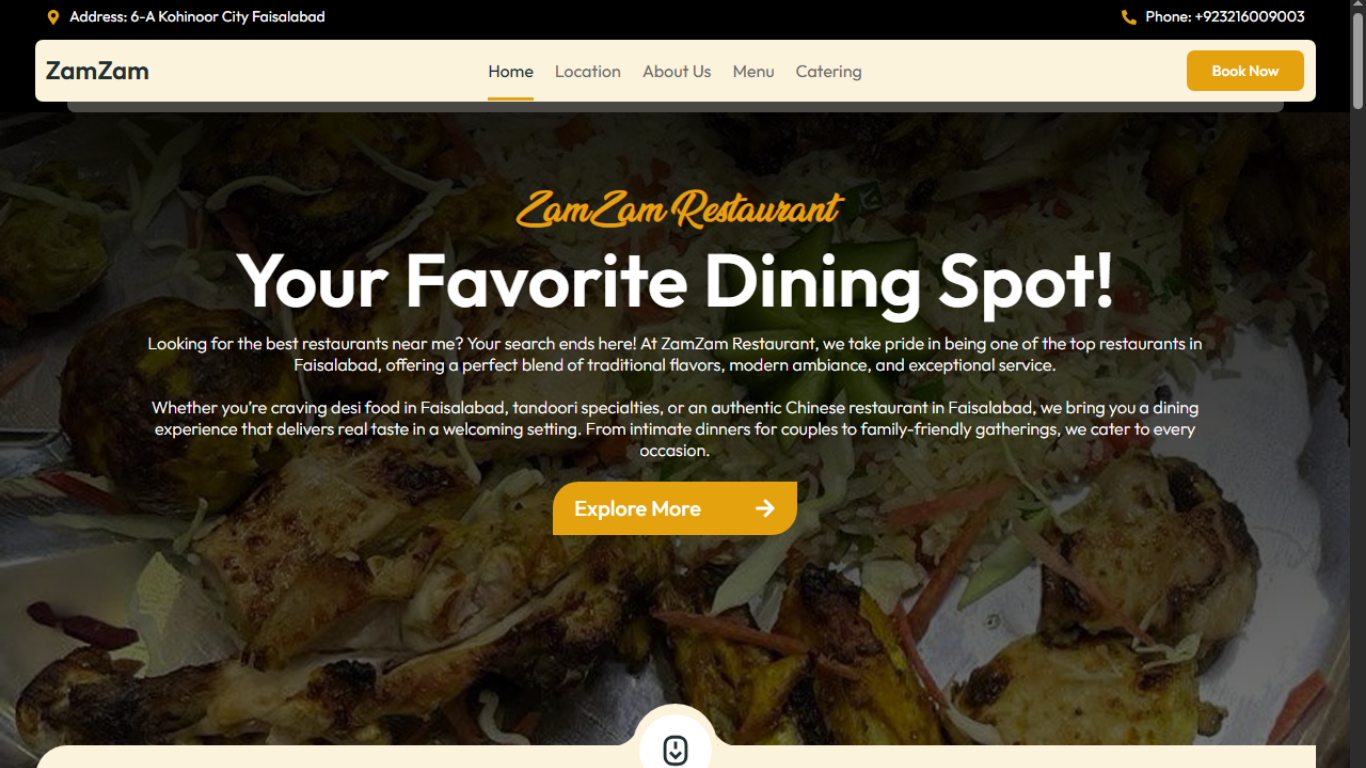 Address: 6-A Kohinoor City Faisalabad
Phone: +923216009003
ZamZam
Home
Location
About Us
Menu
Catering
Book Now
ZamZam Restaurant
Your Favorite Dining Spot!
Looking for the best restaurants near me? Your search ends here! At ZamZam Restaurant, we take pride in being one of the top restaurants in
Faisalabad, offering a perfect blend of traditional flavors, modern ambiance, and exceptional service.
Whether you’re craving desi food in Faisalabad, tandoori specialties, or an authentic Chinese restaurant in Faisalabad, we bring you a dining
experience that delivers real taste in a welcoming setting. From intimate dinners for couples to family-friendly gatherings, we cater to every
occasion.
Explore More